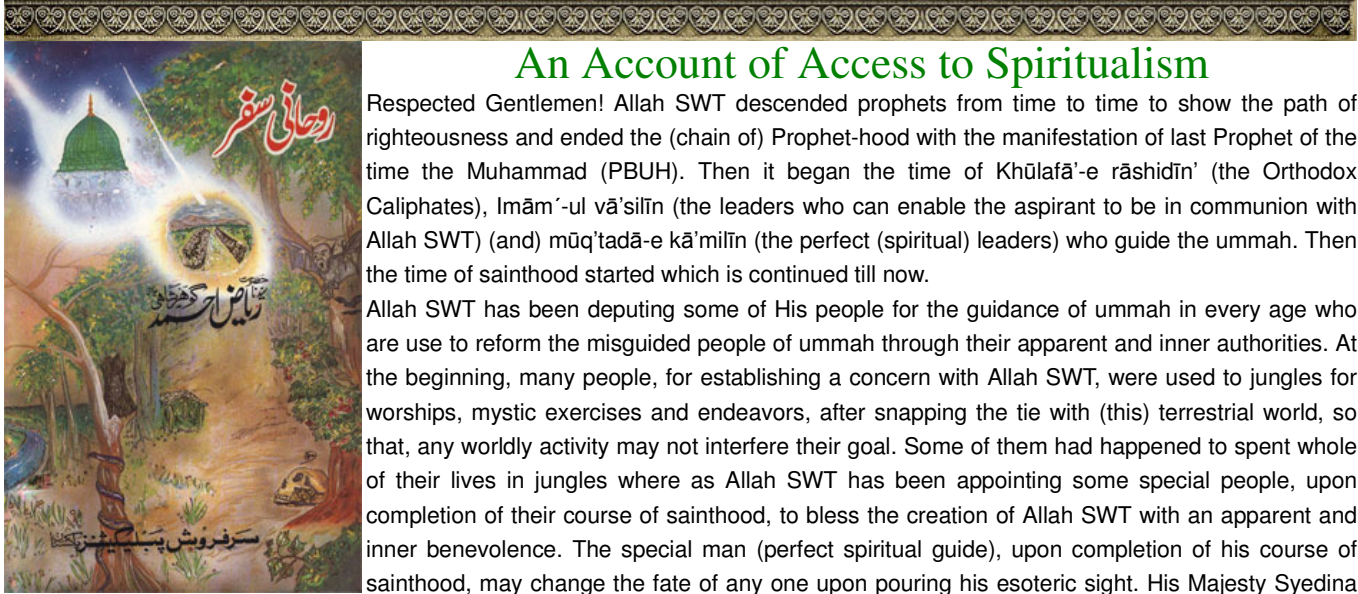 An Account of Access to Spiritualism
روحانی سفر
ریاض احمد گوھر شاھی
سرفروش پبلیکیشنز
Respected Gentlemen! Allah SWT descended prophets from time to time to show the path of
righteousness and ended the (chain of) Prophet-hood with the manifestation of last Prophet of the
time the Muhammad (PBUH). Then it began the time of Khūlafā’-e rāshidīn’ (the Orthodox
Caliphates), Imām´-ul vā’silīn (the leaders who can enable the aspirant to be in communion with
Allah SWT) (and) mūq’tadā-e kā’milīn (the perfect (spiritual) leaders) who guide the ummah. Then
the time of sainthood started which is continued till now.
Allah SWT has been deputing some of His people for the guidance of ummah in every age who
are use to reform the misguided people of ummah through their apparent and inner authorities. At
the beginning, many people, for establishing a concern with Allah SWT, were used to jungles for
worships, mystic exercises and endeavors, after snapping the tie with (this) terrestrial world, so
that, any worldly activity may not interfere their goal. Some of them had happened to spent whole
of their lives in jungles where as Allah SWT has been appointing some special people, upon
completion of their course of sainthood, to bless the creation of Allah SWT with an apparent and
inner benevolence. The special man (perfect spiritual guide), upon completion of his course of
sainthood, may change the fate of any one upon pouring his esoteric sight. His Majesty Syedina